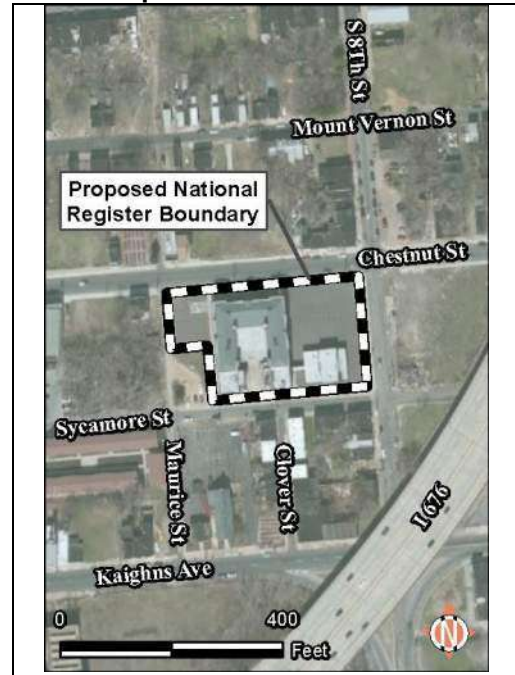 S 8Th St
Mount Vernon St
Proposed National
Register Boundary
Chestnut St
Sycamore St
Maurice St
Clover St
I 676
Kaighns Ave
0
400
Feet
N